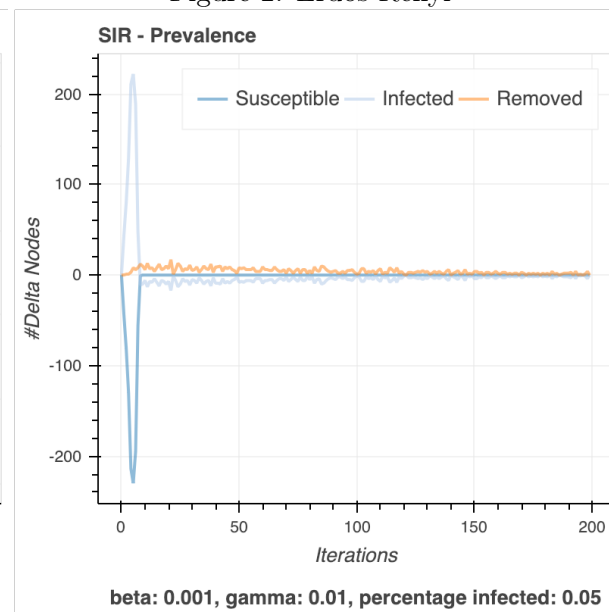 SIR - Prevalence
Susceptible Infected Removed
200
100
0
-100
-200
#Delta Nodes
0 50 100 150 200
Iterations
beta: 0.001, gamma: 0.01, percentage infected: 0.05